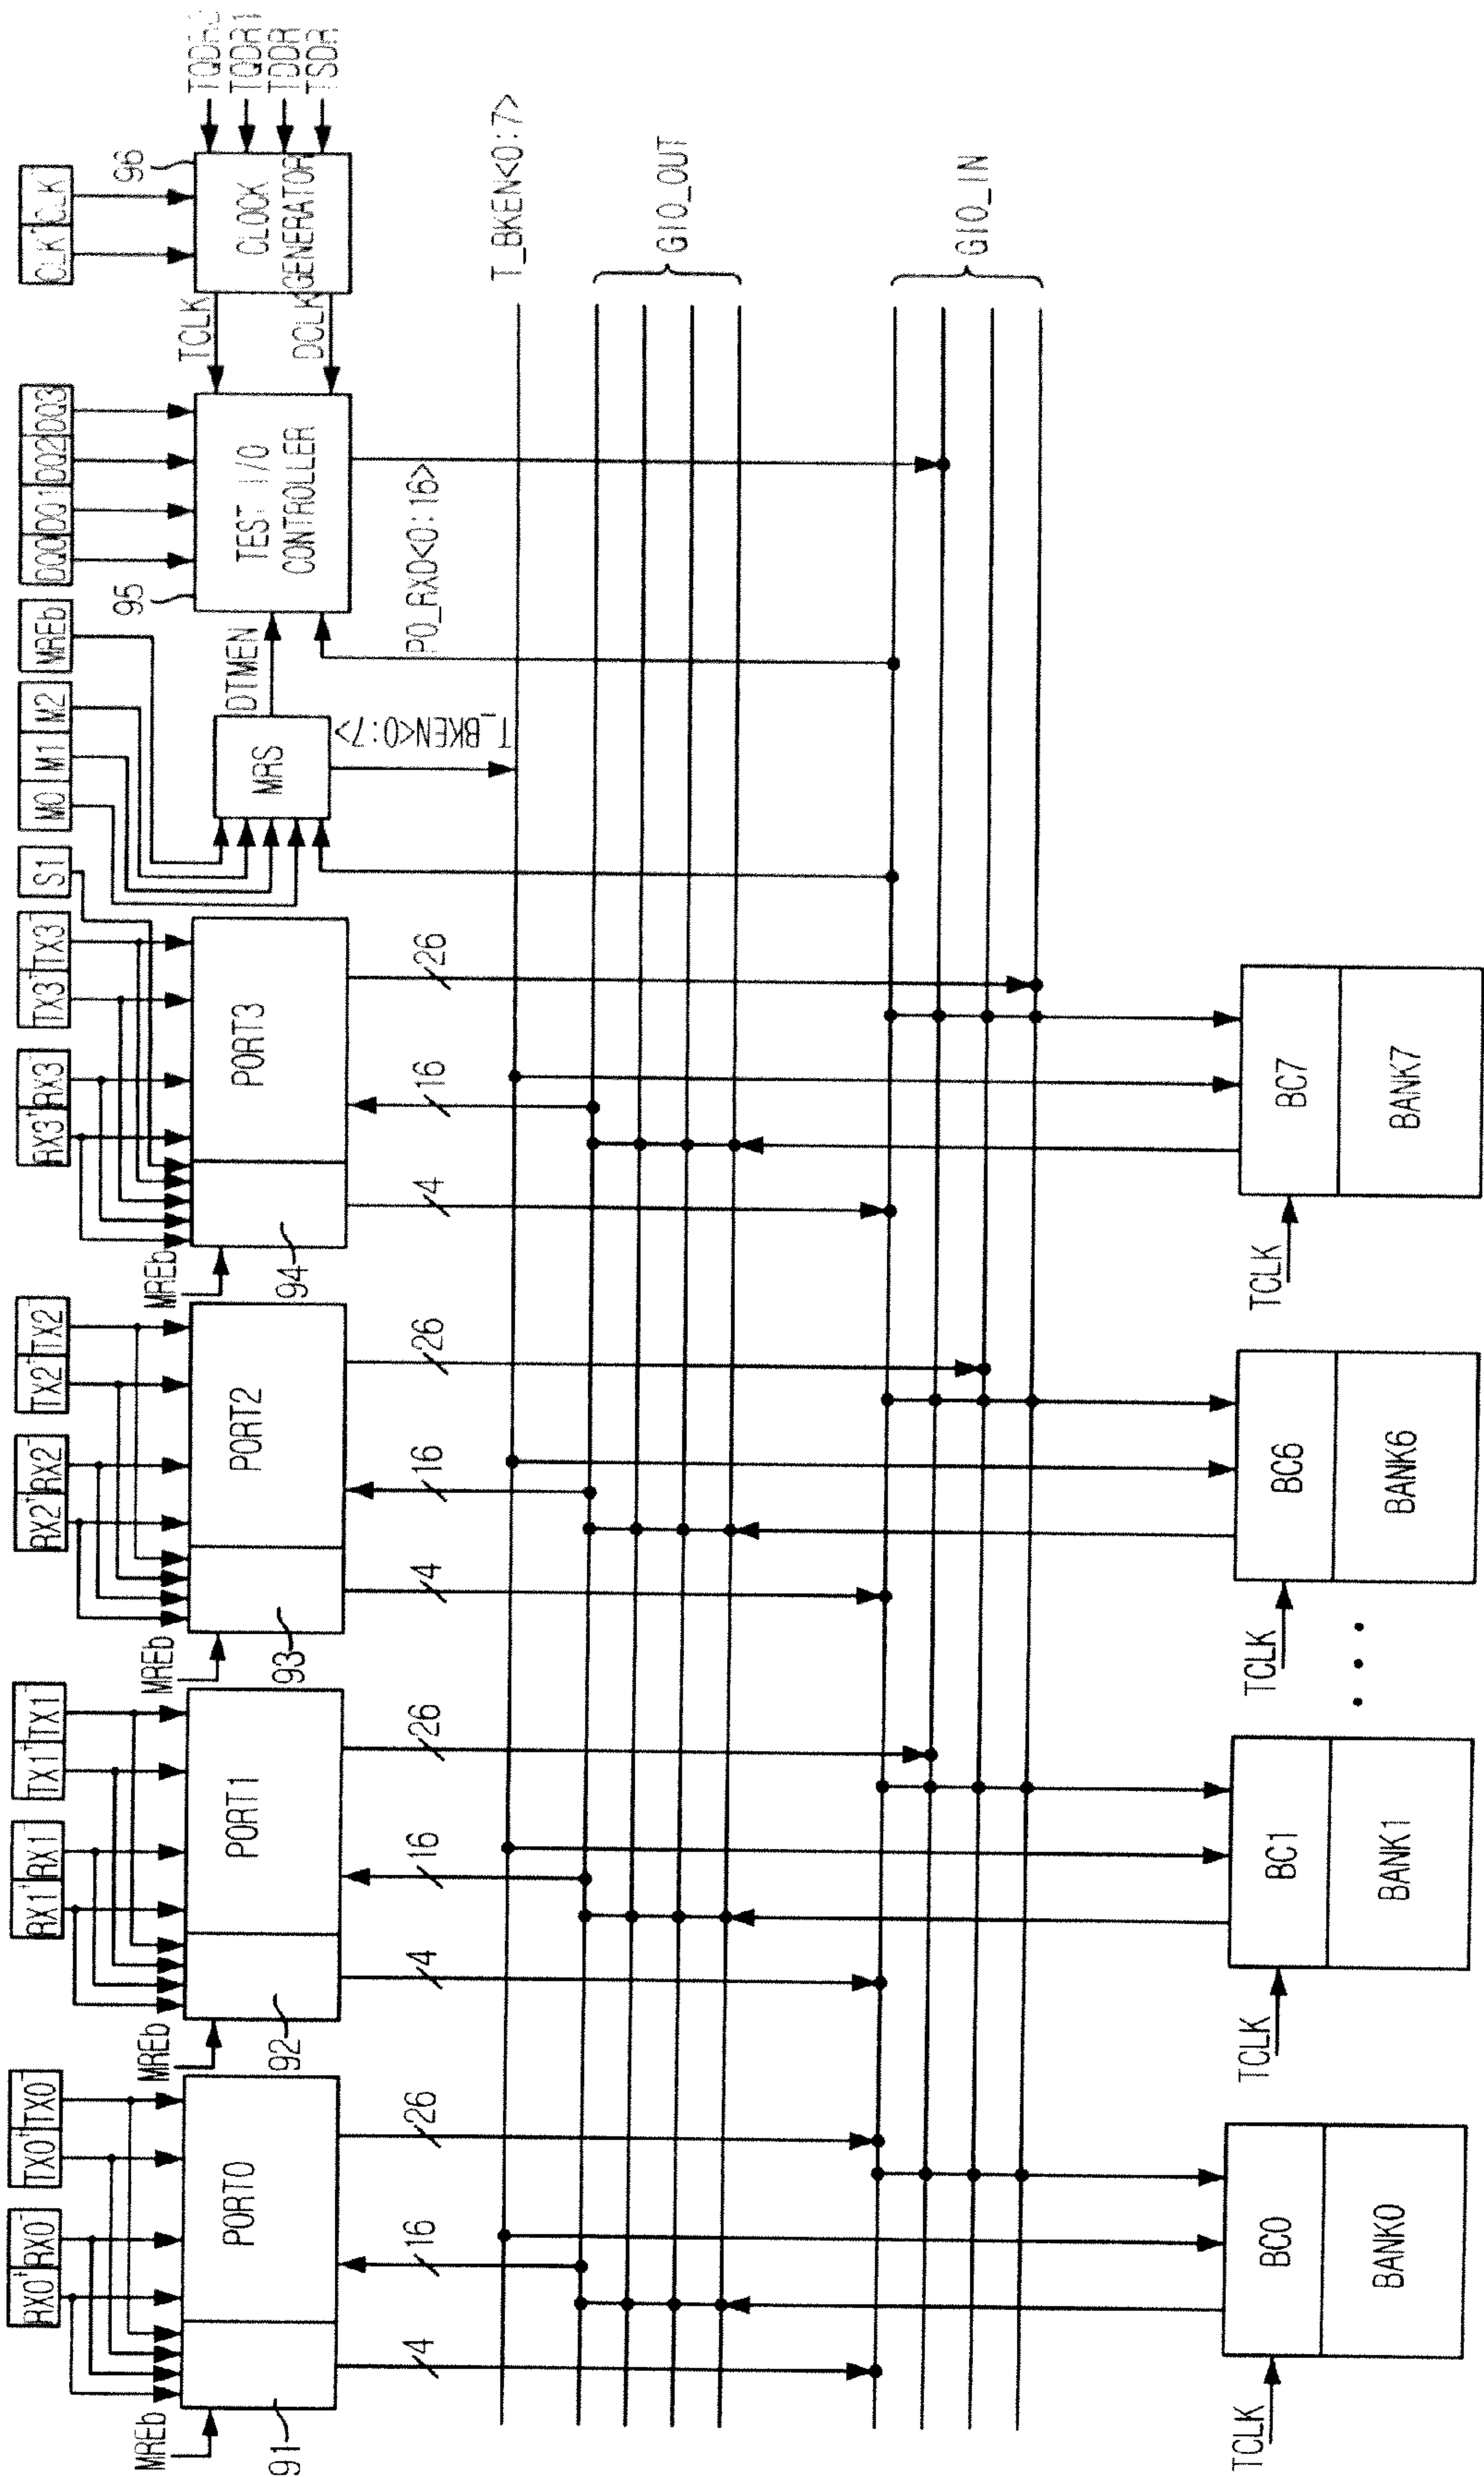 RX0+ RX0- TX0+ TX0-
RX1+ RX1- TX1+ TX1-
RX2+ RX2- TX2+ TX2-
RX3+ RX3- TX3- TX3-
S1
M0 M1 M2
MREb
DQ0 DQ1 DQ2 DQ3
CLK+ CLK-
MREb
91
PORT0
MREb
92
PORT1
MREb
93
PORT2
MREb
94
PORT3
MRS
DTMEN
95
TEST I/O
CONTROLLER
TCLK
DCLK
96
CLOCK
GENERATOR
TQDR1
TDDR
TSDR
4 16 26
4 16 26
4 16 26
4 16 26
T_BKEN<0:7>
P0_RXD<0:16>
T_BKEN<0:7>
GIO_OUT
GIO_IN
TCLK
BC0
BANK0
TCLK
BC1
BANK1
. . .
TCLK
BC6
BANK6
TCLK
BC7
BANK7